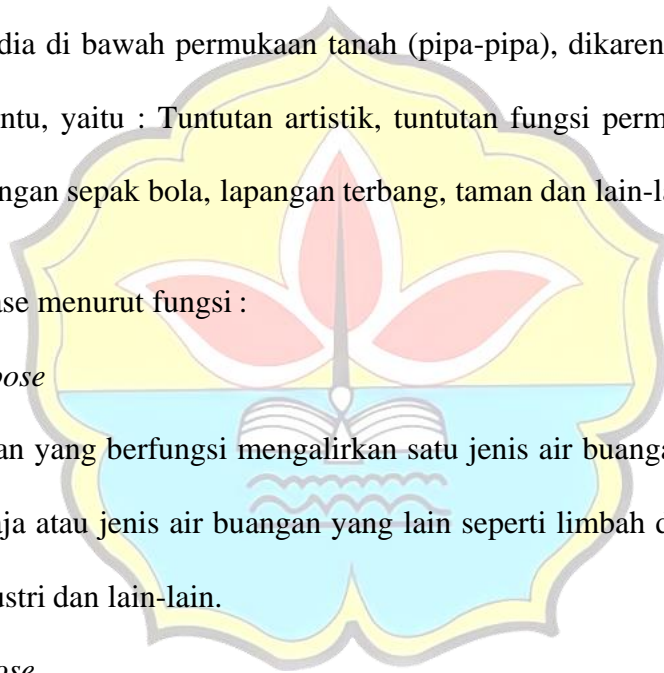 dia di bawah permukaan tanah (pipa-pipa), dikaren
ntu, yaitu : Tuntutan artistik, tuntutan fungsi perm
ngan sepak bola, lapangan terbang, taman dan lain-la
ase menurut fungsi :
pose
an yang berfungsi mengalirkan satu jenis air buanga
ja atau jenis air buangan yang lain seperti limbah d
ustri dan lain-lain.